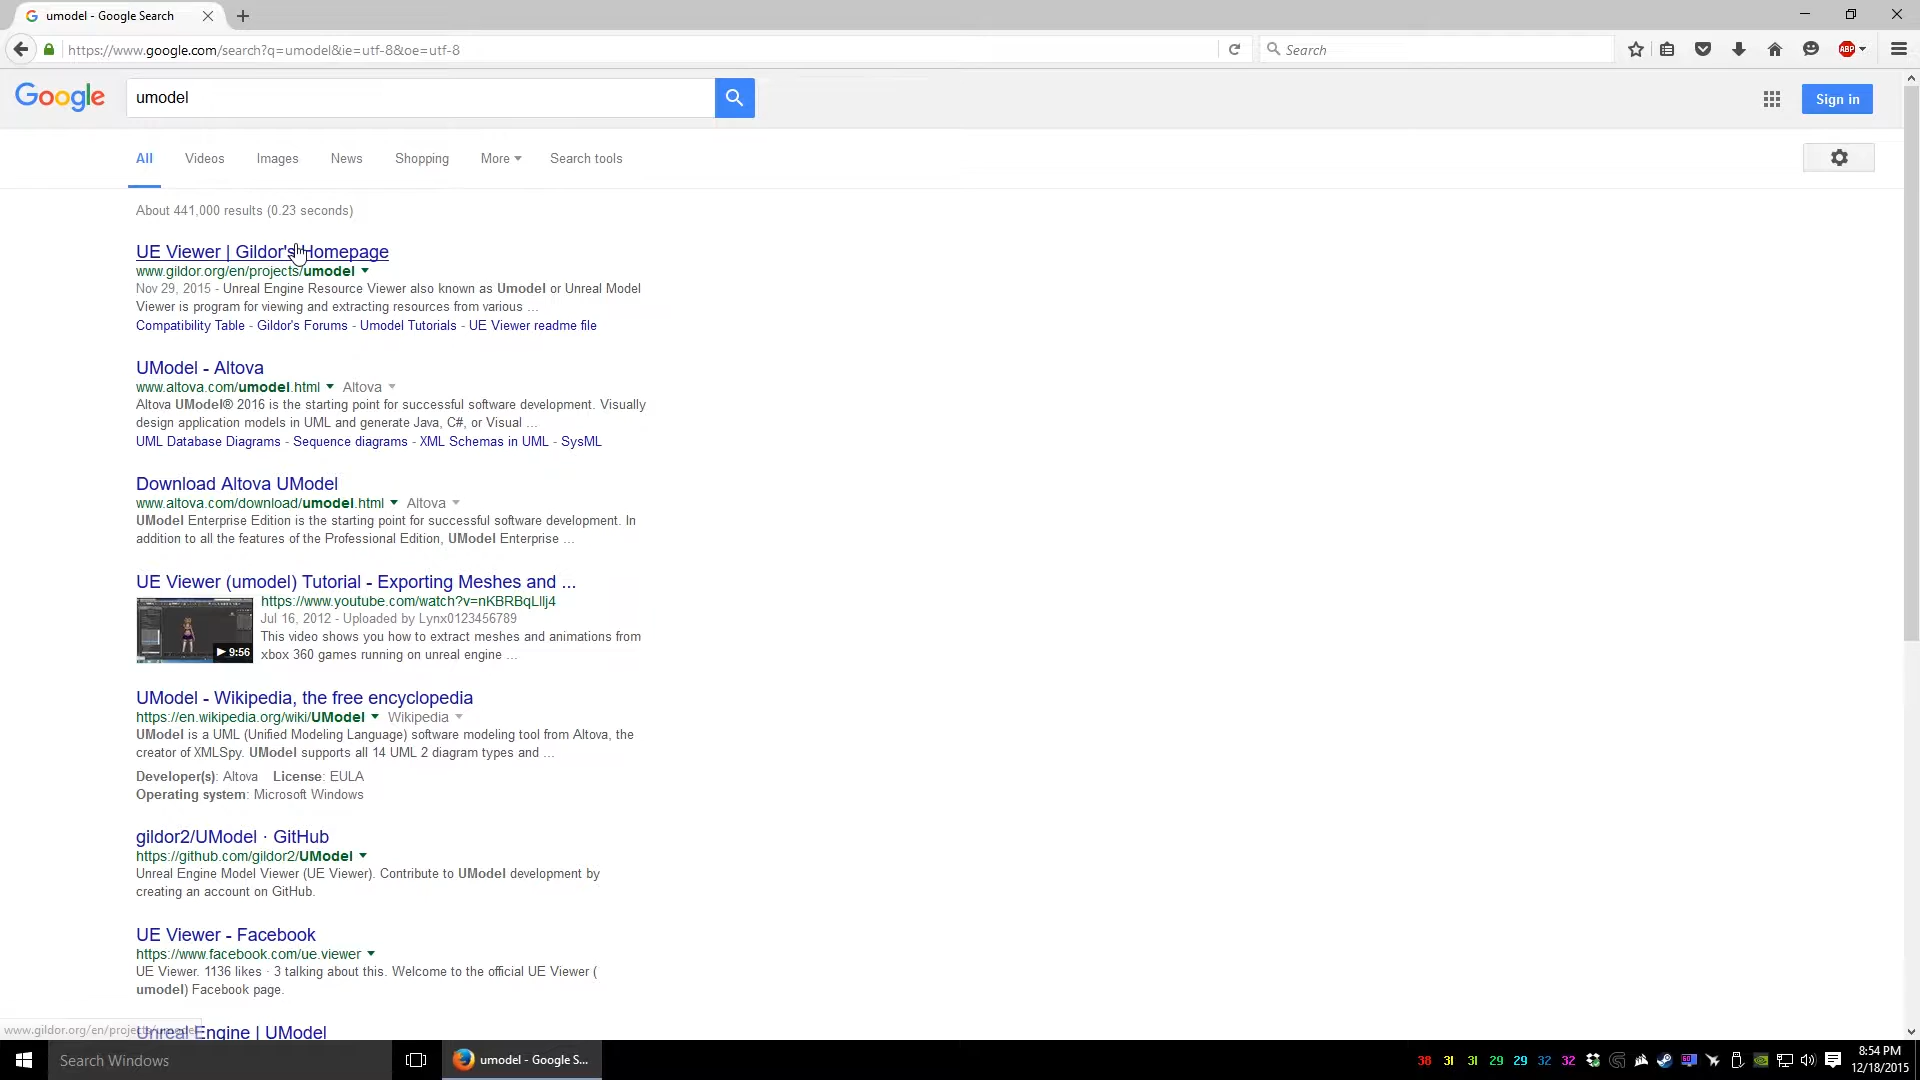 umodel - Google Search
https://www.google.com/search?q=umodel&ie=utf-8&oe=utf-8
Search
ABP
Google
umodel
Sign in
All Videos Images News Shopping More Search tools
About 441,000 results (0.23 seconds)
UE Viewer | Gildor's Homepage
www.gildor.org/en/projects/umodel
Nov 29, 2015 - Unreal Engine Resource Viewer also known as Umodel or Unreal Model
Viewer is program for viewing and extracting resources from various ...
Compatibility Table - Gildor's Forums - Umodel Tutorials - UE Viewer readme file
UModel - Altova
www.altova.com/umodel.html Altova
Altova UModel® 2016 is the starting point for successful software development. Visually
design application models in UML and generate Java, C#, or Visual ...
UML Database Diagrams - Sequence diagrams - XML Schemas in UML - SysML
Download Altova UModel
www.altova.com/download/umodel.html Altova
UModel Enterprise Edition is the starting point for successful software development. In
addition to all the features of the Professional Edition, UModel Enterprise ...
UE Viewer (umodel) Tutorial - Exporting Meshes and ...
https://www.youtube.com/watch?v=nKBRBqLlIj4
Jul 16, 2012 - Uploaded by Lynx0123456789
This video shows you how to extract meshes and animations from
9:56
xbox 360 games running on unreal engine ...
UModel - Wikipedia, the free encyclopedia
https://en.wikipedia.org/wiki/UModel Wikipedia
UModel is a UML (Unified Modeling Language) software modeling tool from Altova, the
creator of XMLSpy. UModel supports all 14 UML 2 diagram types and ...
Developer(s): Altova License: EULA
Operating system: Microsoft Windows
gildor2/UModel · GitHub
https://github.com/gildor2/UModel
Unreal Engine Model Viewer (UE Viewer). Contribute to UModel development by
creating an account on GitHub.
UE Viewer - Facebook
https://www.facebook.com/ue.viewer
UE Viewer. 1136 likes · 3 talking about this. Welcome to the official UE Viewer (
umodel) Facebook page.
www.gildor.org/en/projects/umodel
Unreal Engine | UModel
Search Windows
umodel - Google S...
38 31 31 29 29 32 32
60
8:54 PM
12/18/2015